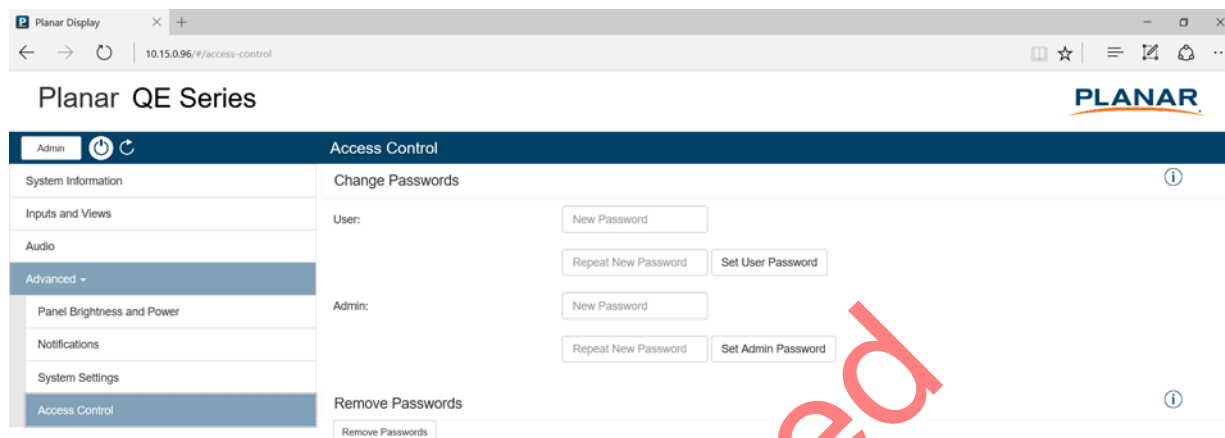 Planar Display
10.15.0.96/#/access-control
Planar QE Series
PLANAR
Admin
Access Control
System Information
Inputs and Views
Audio
Advanced
Panel Brightness and Power
Notifications
System Settings
Access Control
Change Passwords
User:
New Password
Repeat New Password Set User Password
Admin:
New Password
Repeat New Password Set Admin Password
Remove Passwords
Remove Passwords